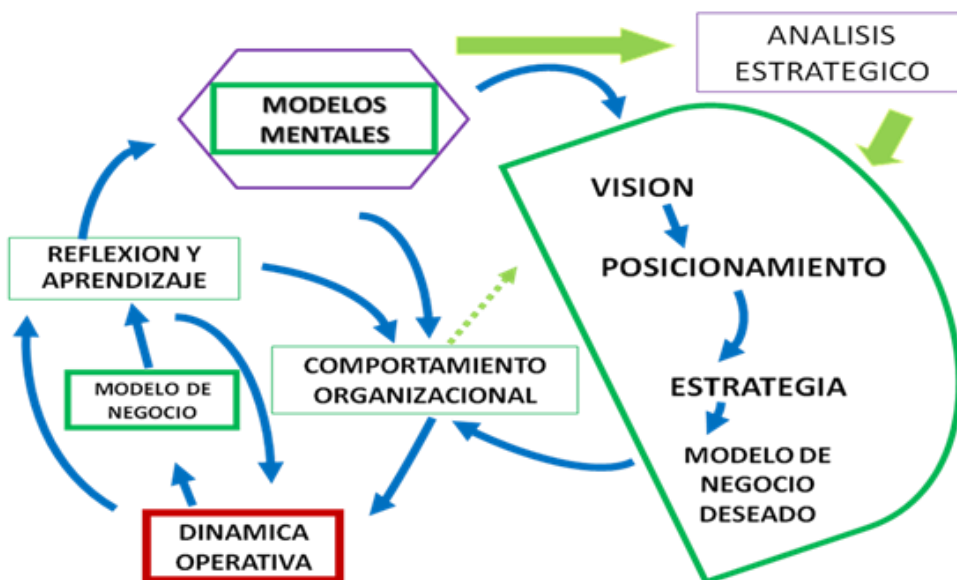 ANALISIS
ESTRATEGICO
MODELOS
MENTALES
VISION
POSICIONAMIENTO
ESTRATEGIA
MODELO DE
NEGOCIO
DESEADO
REFLEXION Y
APRENDIZAJE
COMPORTAMIENTO
ORGANIZACIONAL
MODELO DE
NEGOCIO
DINAMICA
OPERATIVA